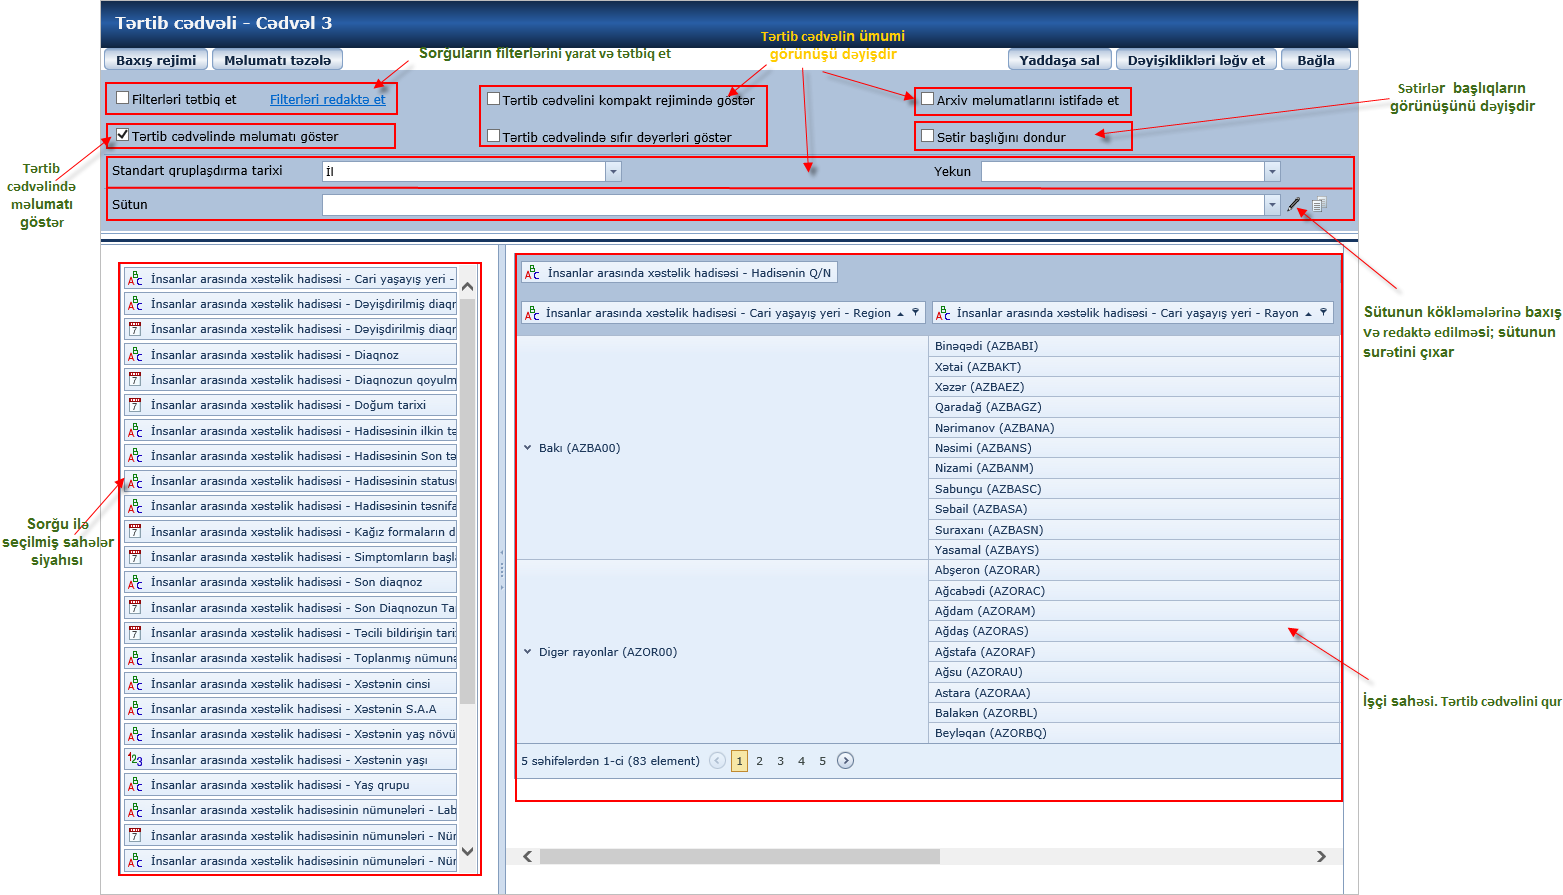 Tərtib cədvəli - Cədvəl 3
Baxış rejimi
Məlumatı təzələ
Sorğuların filterlərini yarat və tətbiq et
Tərtib cədvəlin ümumi
görünüşü dəyişdir
Yaddaşa sal
Dəyişiklikləri ləğv et
Bağla
Filterləri tətbiq et
Filterləri redaktə et
Tərtib cədvəlini kompakt rejimində göstər
Arxiv məlumatlarını istifadə et
Sətirlər başlıqların
görünüşünü dəyişdir
Tərtib cədvəlində məlumatı göstər
Tərtib cədvəlində sıfır dəyərləri göstər
Sətir başlığını dondur
Tərtib
cədvəlində
məlumatı
göstər
Standart qruplaşdırma tarixi
İl
Yekun
Sütun
İnsanlar arasında xəstəlik hadisəsi - Cari yaşayış yeri -
İnsanlar arasında xəstəlik hadisəsi - Dəyişdirilmiş diaqn
İnsanlar arasında xəstəlik hadisəsi - Dəyişdirilmiş diaqn
İnsanlar arasında xəstəlik hadisəsi - Diaqnoz
İnsanlar arasında xəstəlik hadisəsi - Diaqnozun qoyulm
İnsanlar arasında xəstəlik hadisəsi - Doğum tarixi
İnsanlar arasında xəstəlik hadisəsi - Hadisəsinin ilkin tə
İnsanlar arasında xəstəlik hadisəsi - Hadisəsinin Son tə
İnsanlar arasında xəstəlik hadisəsi - Hadisəsinin statusu
İnsanlar arasında xəstəlik hadisəsi - Hadisəsinin təsnifa
İnsanlar arasında xəstəlik hadisəsi - Kağız formaların d
İnsanlar arasında xəstəlik hadisəsi - Simptomların başla
İnsanlar arasında xəstəlik hadisəsi - Son diaqnoz
İnsanlar arasında xəstəlik hadisəsi - Son Diaqnozun Ta
İnsanlar arasında xəstəlik hadisəsi - Təcili bildirişin tari
İnsanlar arasında xəstəlik hadisəsi - Toplanmış nümunə
İnsanlar arasında xəstəlik hadisəsi - Xəstənin cinsi
İnsanlar arasında xəstəlik hadisəsi - Xəstənin S.A.A
İnsanlar arasında xəstəlik hadisəsi - Xəstənin yaş növü
İnsanlar arasında xəstəlik hadisəsi - Xəstənin yaşı
İnsanlar arasında xəstəlik hadisəsi - Yaş qrupu
İnsanlar arasında xəstəlik hadisəsinin nümunələri - Lab
İnsanlar arasında xəstəlik hadisəsinin nümunələri - Nür
İnsanlar arasında xəstəlik hadisəsinin nümunələri - Nür
Sorğu ilə
seçilmiş sahələr
siyahısı
İnsanlar arasında xəstəlik hadisəsi - Hadisənin Q/N
İnsanlar arasında xəstəlik hadisəsi - Cari yaşayış yeri - Region
İnsanlar arasında xəstəlik hadisəsi - Cari yaşayış yeri - Rayon
Bakı (AZBA00)
Binəqədi (AZBABI)
Xətai (AZBAKT)
Xəzər (AZBAEZ)
Qaradağ (AZBAGZ)
Nərimanov (AZBANA)
Nəsimi (AZBANS)
Nizami (AZBANM)
Sabunçu (AZBASC)
Səbail (AZBASA)
Suraxanı (AZBASN)
Yasamal (AZBAYS)
Digər rayonlar (AZOR00)
Abşeron (AZORAR)
Ağcabədi (AZORAC)
Ağdam (AZORAM)
Ağdaş (AZORAS)
Ağstafa (AZORAF)
Ağsu (AZORAU)
Astara (AZORAA)
Balakən (AZORBL)
Beyləqan (AZORBQ)
5 səhifələrdən 1-ci (83 element) 1 2 3 4 5
Sütunun kökləmələrinə baxış
və redaktə edilməsi; sütunun
surətini çıxar
İşçi sahəsi. Tərtib cədvəlini qur